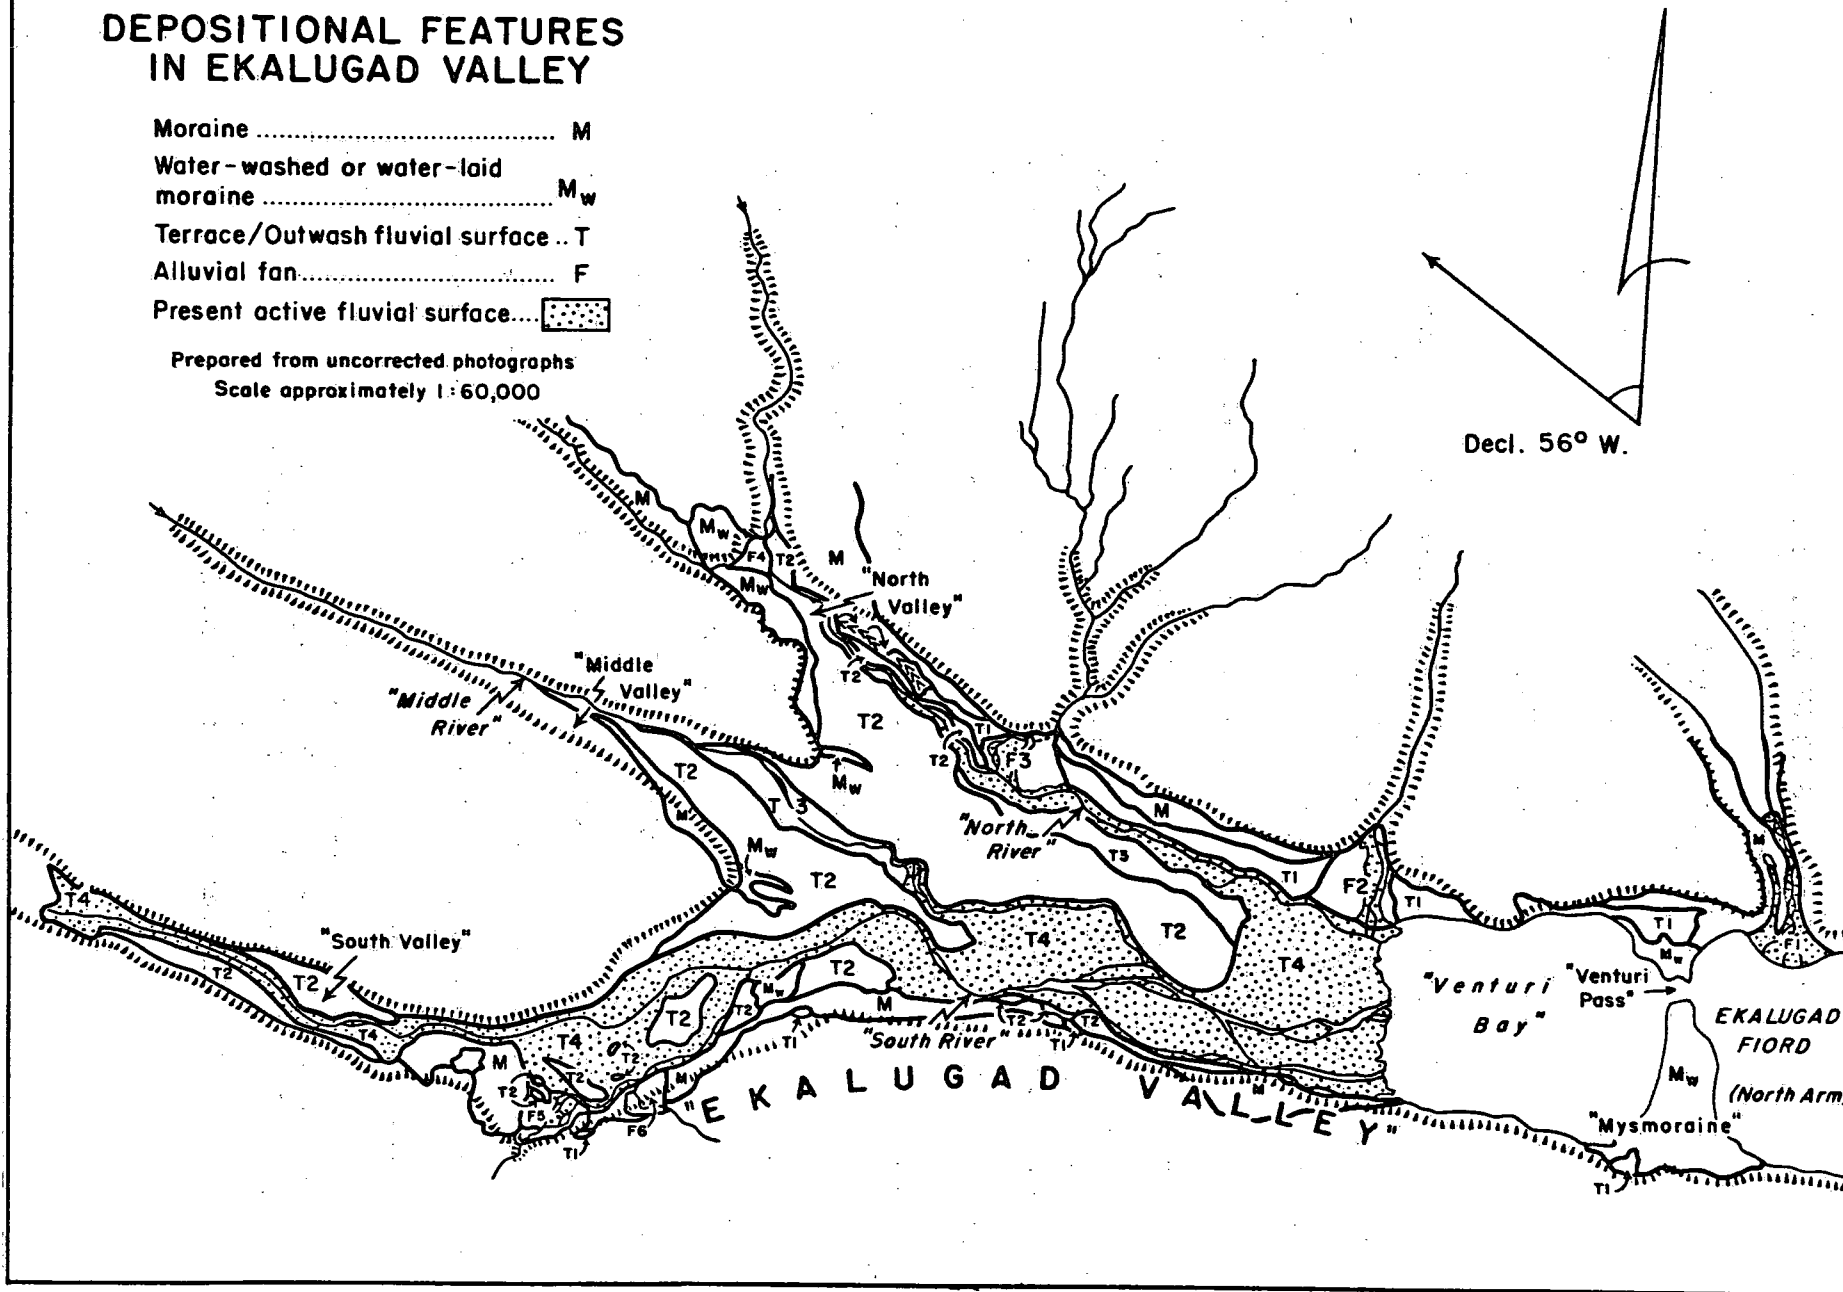 DEPOSITIONAL FEATURES
IN EKALUGAD VALLEY
Moraine ........................................ M
Water-washed or water-laid
moraine ...................................... Mw
Terrace/Outwash fluvial surface .. T
Alluvial fan.................................. F
Present active fluvial surface....
Prepared from uncorrected photographs
Scale approximately 1:60,000
Decl. 56° W.
M
Mw
F4
T2
M
Mw
"North
Valley"
"Middle
Valley"
"Middle
River"
T2
T2
T1
T2
F3
Mw
T2
T 3
M
M
"North
River"
T3
Mw
T2
T1
F2
T1
M
T4
"South Valley"
T2
T2
T4
T2
T4
T2
T4
T1
Mw
F1
"Venturi
Bay"
"Venturi
Pass"
EKALUGAD
FIORD
(North Arm
Mw
"Mysmoraine"
T1
T4
M
T4
T2
T2
T2
Mw
M
T2
T2
T1
"South River"
T1
T2
T2
F5
F6
M
T1
M
"EKALUGAD VALLEY"